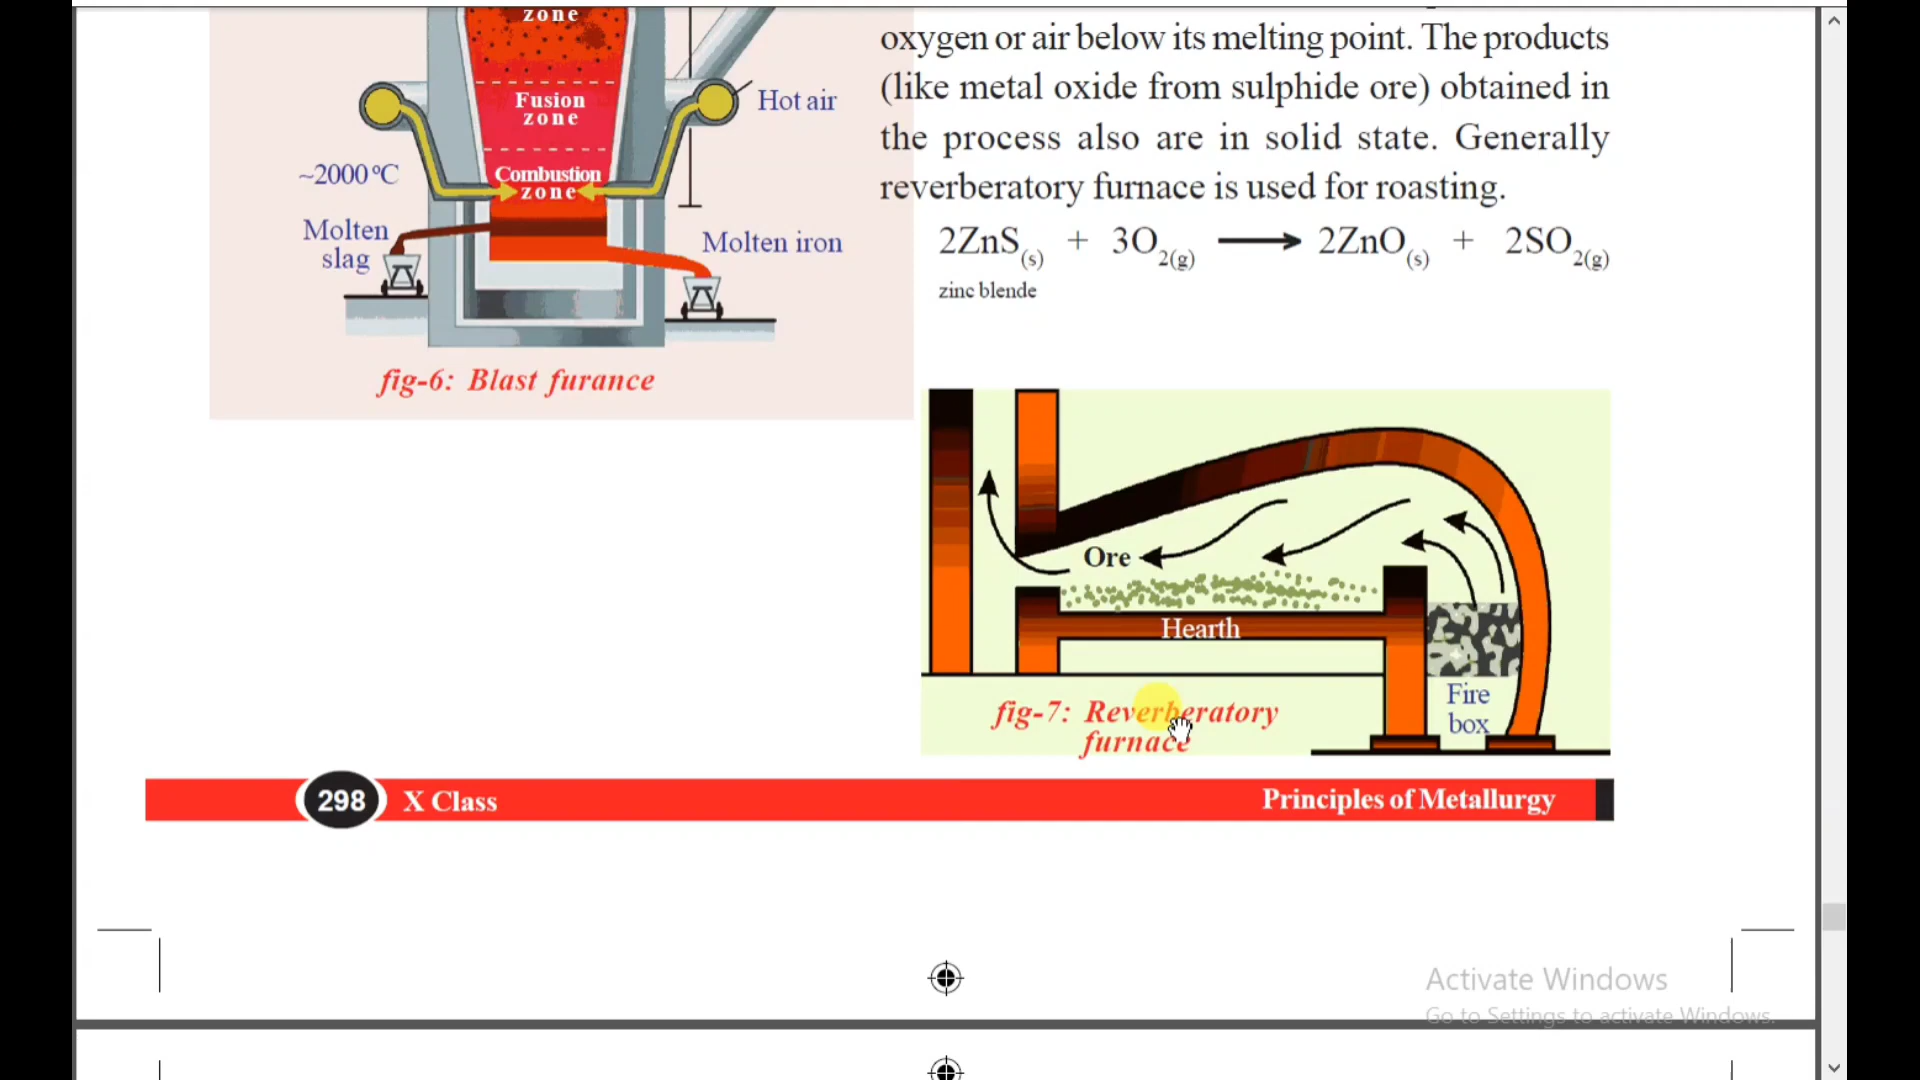 zone
Fusion
zone
Hot air
~2000 ºC
Combustion
zone
Molten
slag
Molten iron
fig-6: Blast furance
oxygen or air below its melting point. The products
(like metal oxide from sulphide ore) obtained in
the process also are in solid state. Generally
reverberatory furnace is used for roasting.
2ZnS(s) + 3O2(g) ⟶ 2ZnO(s) + 2SO2(g)
zinc blende
Ore
Hearth
Fire
box
fig-7: Reverberatory
furnace
298 X Class Principles of Metallurgy
Activate Windows
Go to Settings to activate Windows.